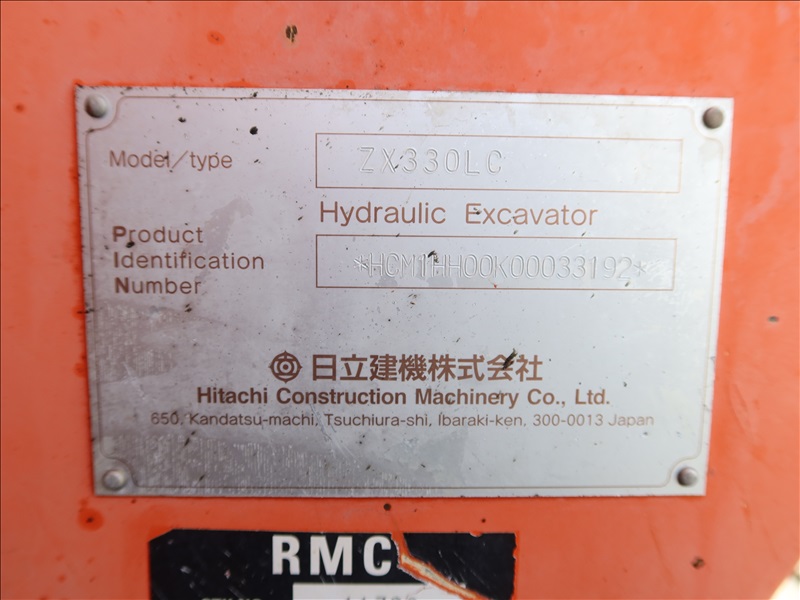 Model/type ZX330LC
Hydraulic Excavator
Product
Identification
Number
*HCM1HH00K00033192*
日立建機株式会社
Hitachi Construction Machinery Co., Ltd.
650, Kandatsu-machi, Tsuchiura-shi, Ibaraki-ken, 300-0013 Japan
RMC